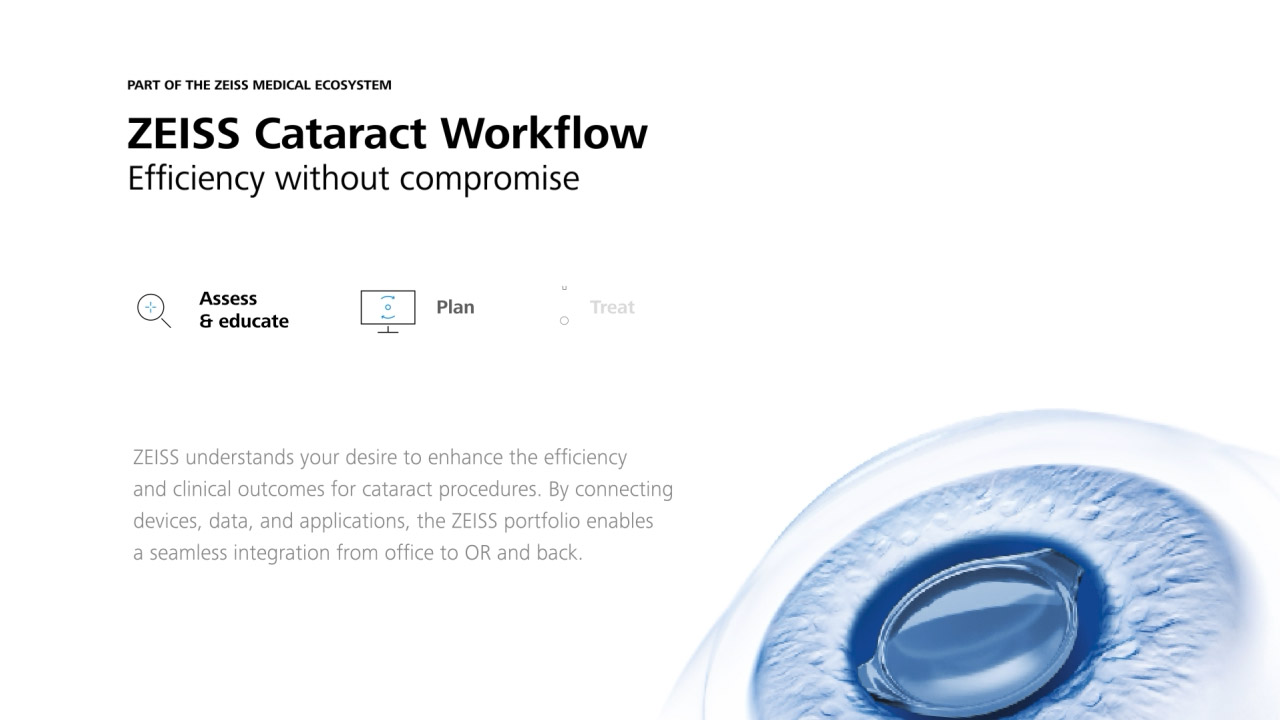 PART OF THE ZEISS MEDICAL ECOSYSTEM
ZEISS Cataract Workflow
Efficiency without compromise
Assess
& educate
Plan
Treat
ZEISS understands your desire to enhance the efficiency
and clinical outcomes for cataract procedures. By connecting
devices, data, and applications, the ZEISS portfolio enables
a seamless integration from office to OR and back.